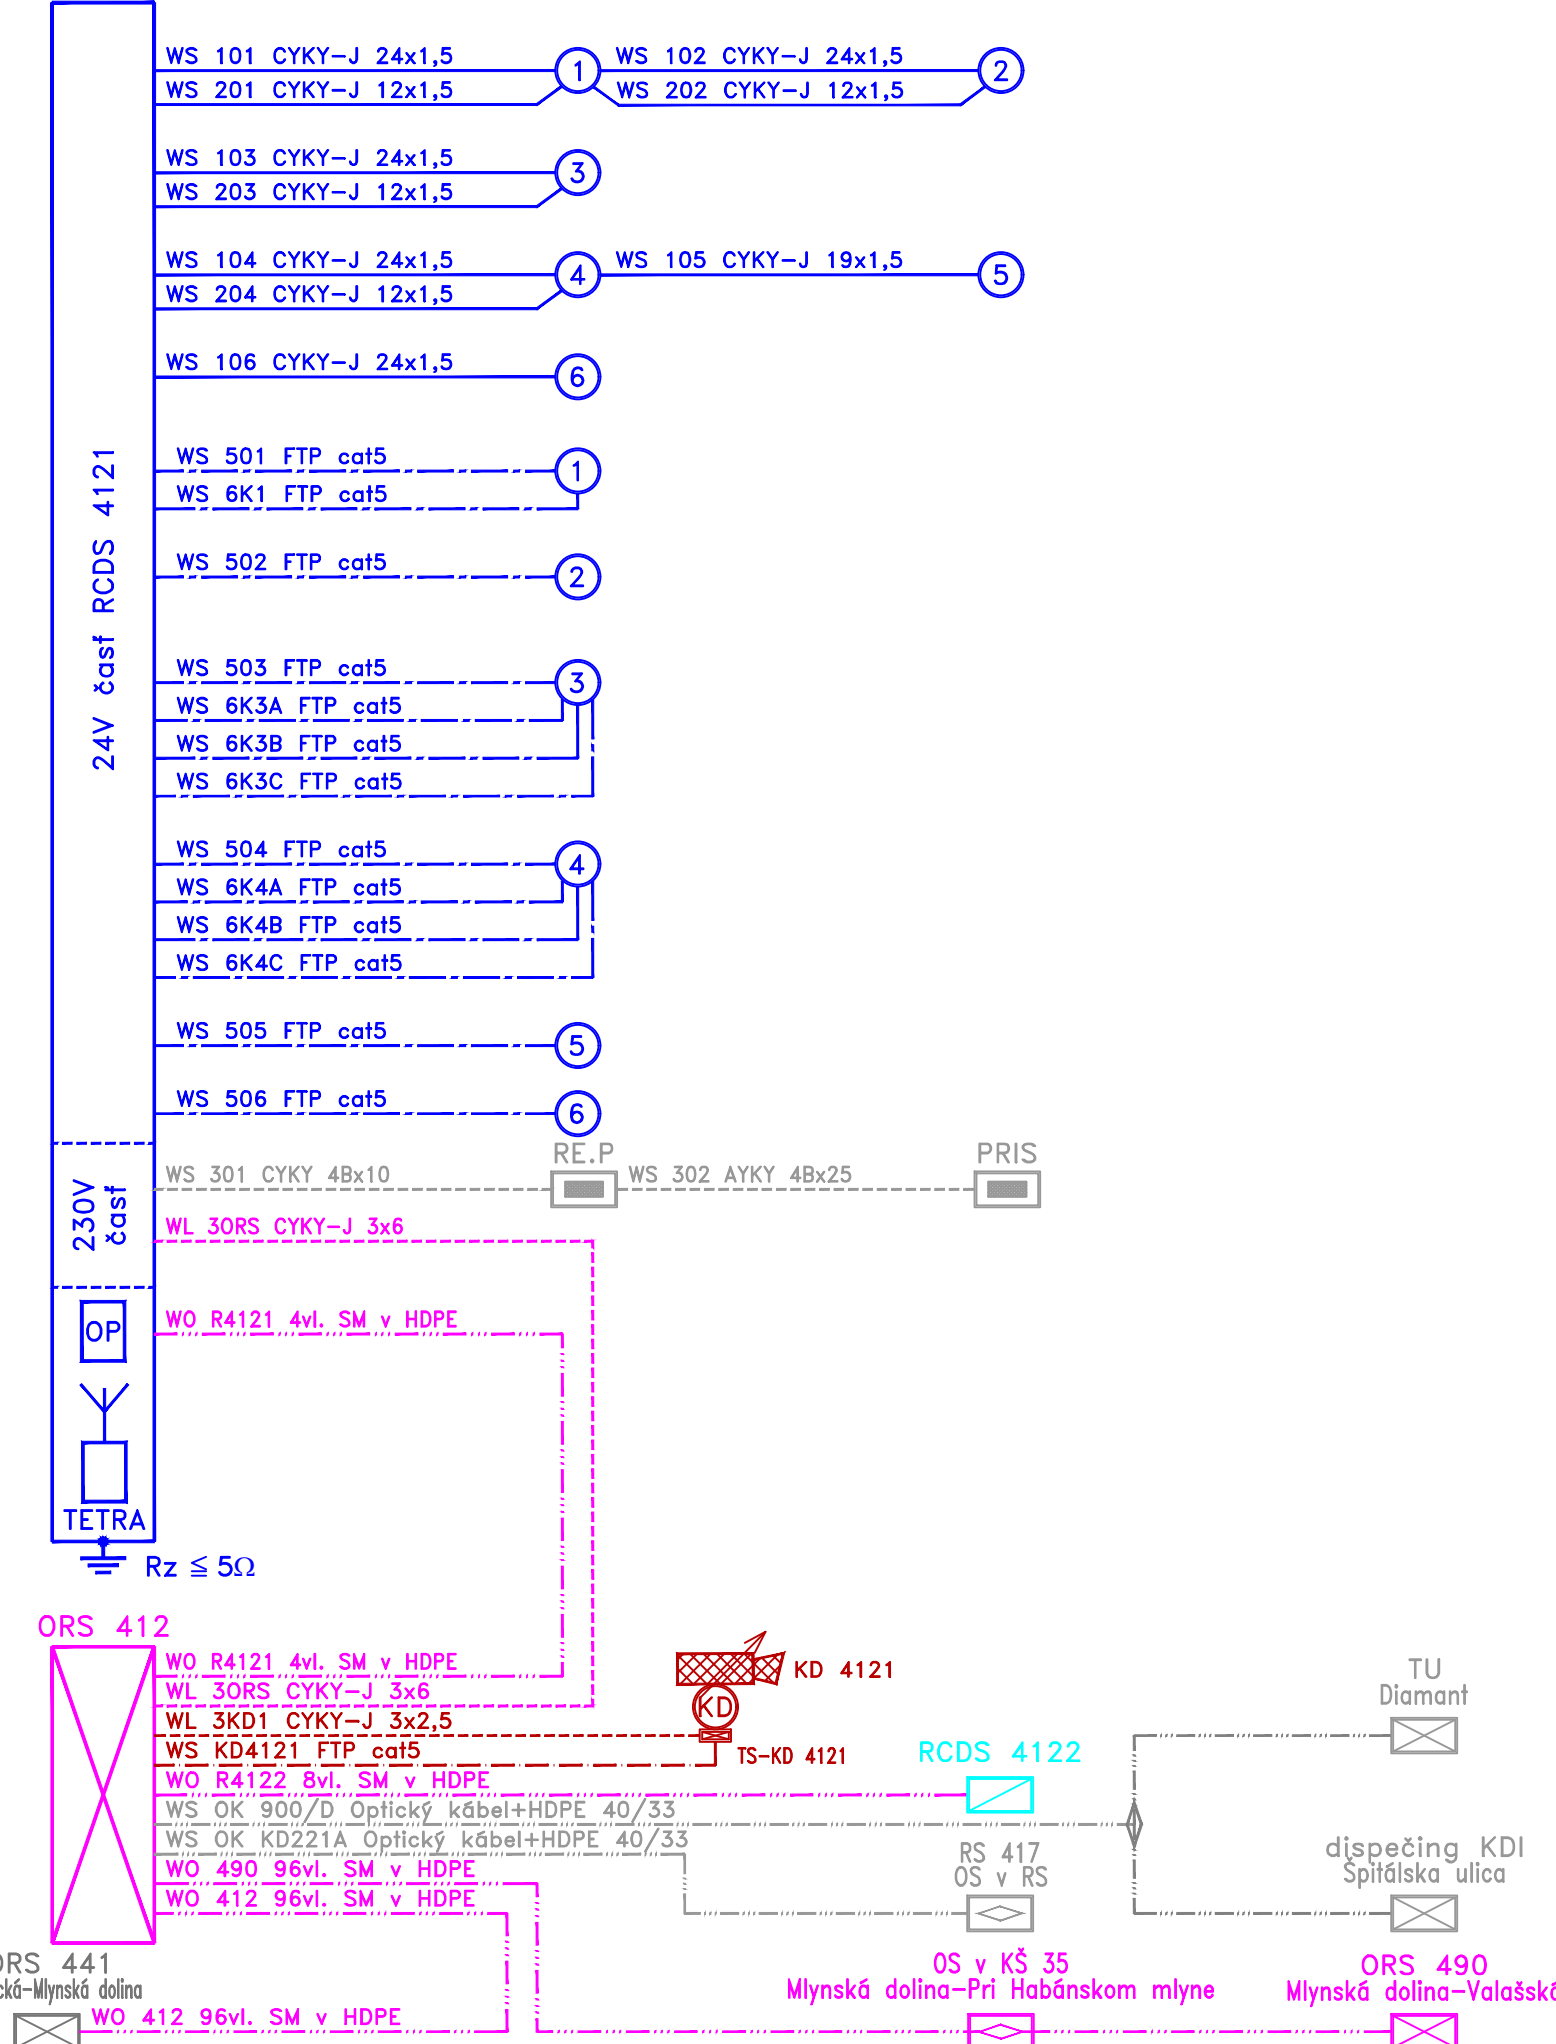 WS 101 CYKY-J 24x1,5
1
WS 102 CYKY-J 24x1,5
2
WS 201 CYKY-J 12x1,5
WS 202 CYKY-J 12x1,5
WS 103 CYKY-J 24x1,5
3
WS 203 CYKY-J 12x1,5
WS 104 CYKY-J 24x1,5
4
WS 105 CYKY-J 19x1,5
5
WS 204 CYKY-J 12x1,5
WS 106 CYKY-J 24x1,5
6
24V časť RCDS 4121
WS 501 FTP cat5
1
WS 6K1 FTP cat5
WS 502 FTP cat5
2
WS 503 FTP cat5
3
WS 6K3A FTP cat5
WS 6K3B FTP cat5
WS 6K3C FTP cat5
WS 504 FTP cat5
4
WS 6K4A FTP cat5
WS 6K4B FTP cat5
WS 6K4C FTP cat5
WS 505 FTP cat5
5
WS 506 FTP cat5
6
230V
časť
WS 301 CYKY 4Bx10
RE.P
WS 302 AYKY 4Bx25
PRIS
WL 3ORS CYKY-J 3x6
OP
WO R4121 4vl. SM v HDPE
TETRA
Rz ≦ 5Ω
ORS 412
WO R4121 4vl. SM v HDPE
WL 3ORS CYKY-J 3x6
WL 3KD1 CYKY-J 3x2,5
WS KD4121 FTP cat5
KD 4121
KD
TS-KD 4121
WO R4122 8vl. SM v HDPE
RCDS 4122
WS OK 900/D Optický kábel+HDPE 40/33
TU
Diamant
WS OK KD221A Optický kábel+HDPE 40/33
RS 417
OS v RS
dispečing KDI
Špitálska ulica
WO 490 96vl. SM v HDPE
WO 412 96vl. SM v HDPE
ORS 441
cká-Mlynská dolina
WO 412 96vl. SM v HDPE
OS v KŠ 35
Mlynská dolina-Pri Habánskom mlyne
ORS 490
Mlynská dolina-Valašská